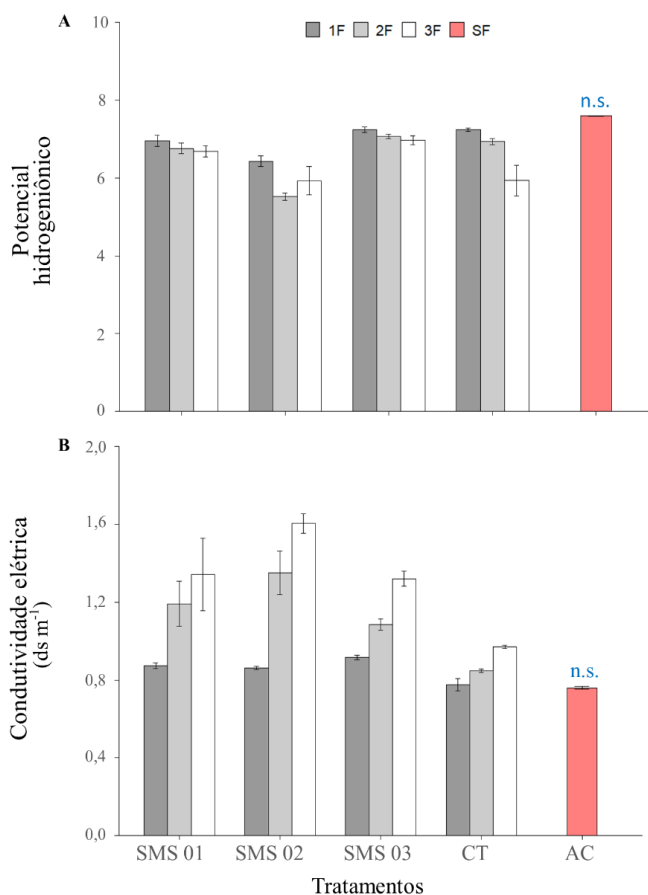 A
1F 2F 3F SF
Potencial
hidrogeniônico
10
8
6
4
2
0
n.s.
B
Condutividade elétrica
(ds m⁻¹)
2,0
1,6
1,2
0,8
0,4
0,0
n.s.
SMS 01 SMS 02 SMS 03 CT AC
Tratamentos